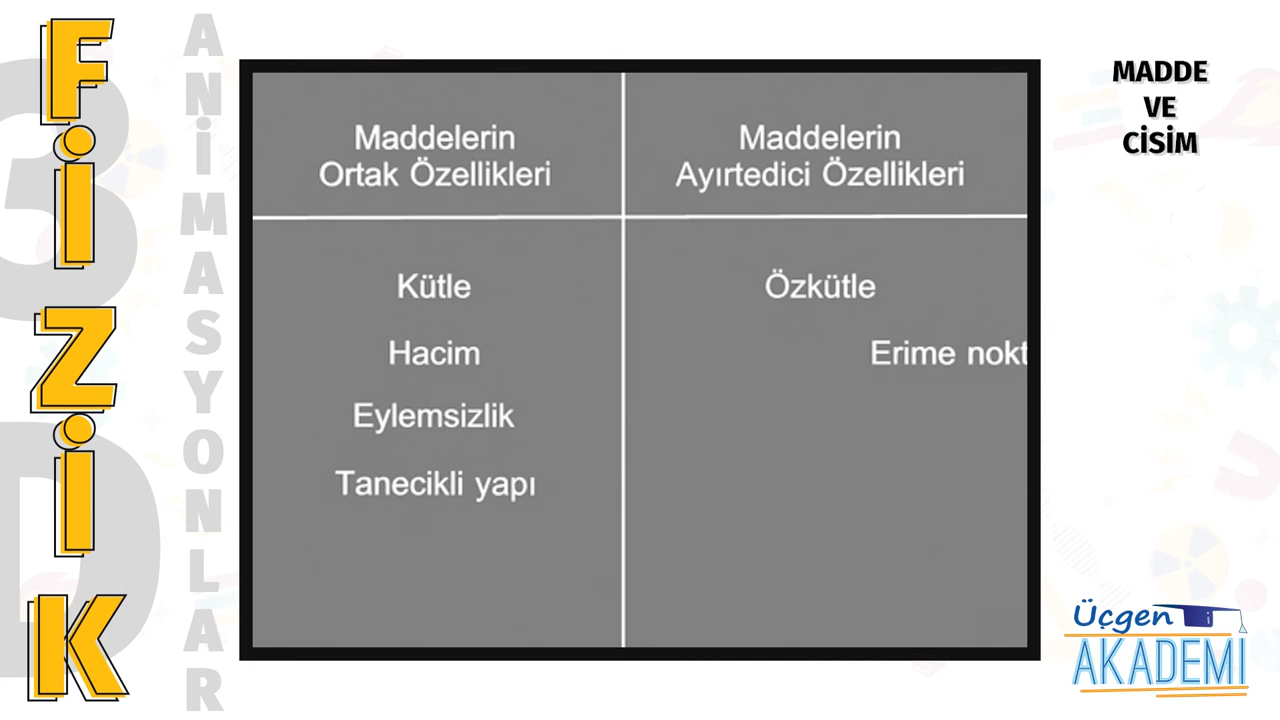 FİZİK
3D
ANİMASYONLAR
MADDE
VE
CİSİM
Maddelerin
Ortak Özellikleri
Maddelerin
Ayırtedici Özellikleri
Kütle
Özkütle
Hacim
Erime nokt
Eylemsizlik
Tanecikli yapı
Üçgen
AKADEMİ